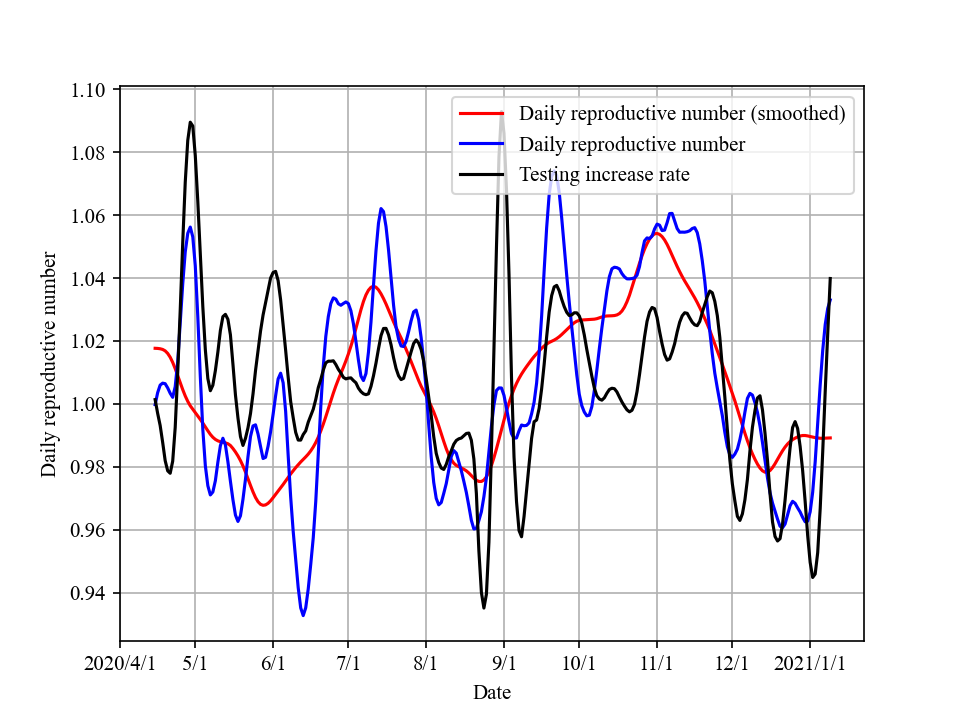 Daily reproductive number (smoothed)
Daily reproductive number
Testing increase rate
1.10
1.08
1.06
1.04
1.02
1.00
0.98
0.96
0.94
Daily reproductive number
2020/4/1 5/1 6/1 7/1 8/1 9/1 10/1 11/1 12/1 2021/1/1
Date